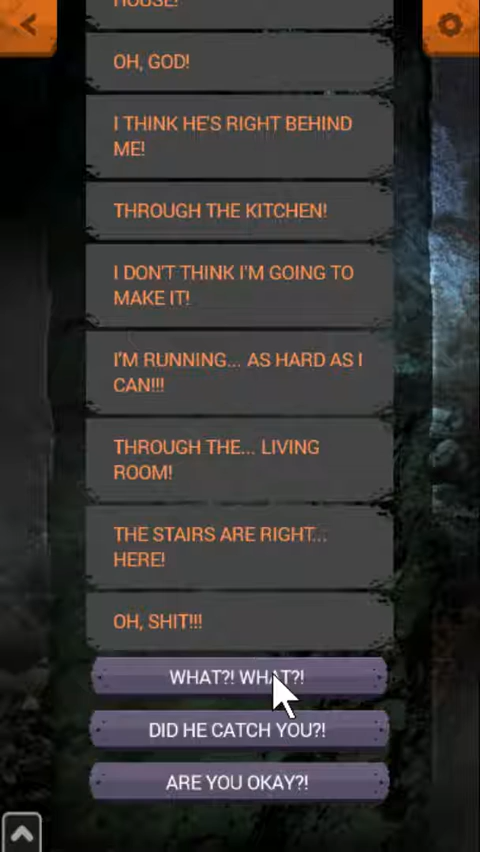 HOUSE!
OH, GOD!
I THINK HE'S RIGHT BEHIND
ME!
THROUGH THE KITCHEN!
I DON'T THINK I'M GOING TO
MAKE IT!
I'M RUNNING... AS HARD AS I
CAN!!!
THROUGH THE... LIVING
ROOM!
THE STAIRS ARE RIGHT...
HERE!
OH, SHIT!!!
WHAT?! WHAT?!
DID HE CATCH YOU?!
ARE YOU OKAY?!